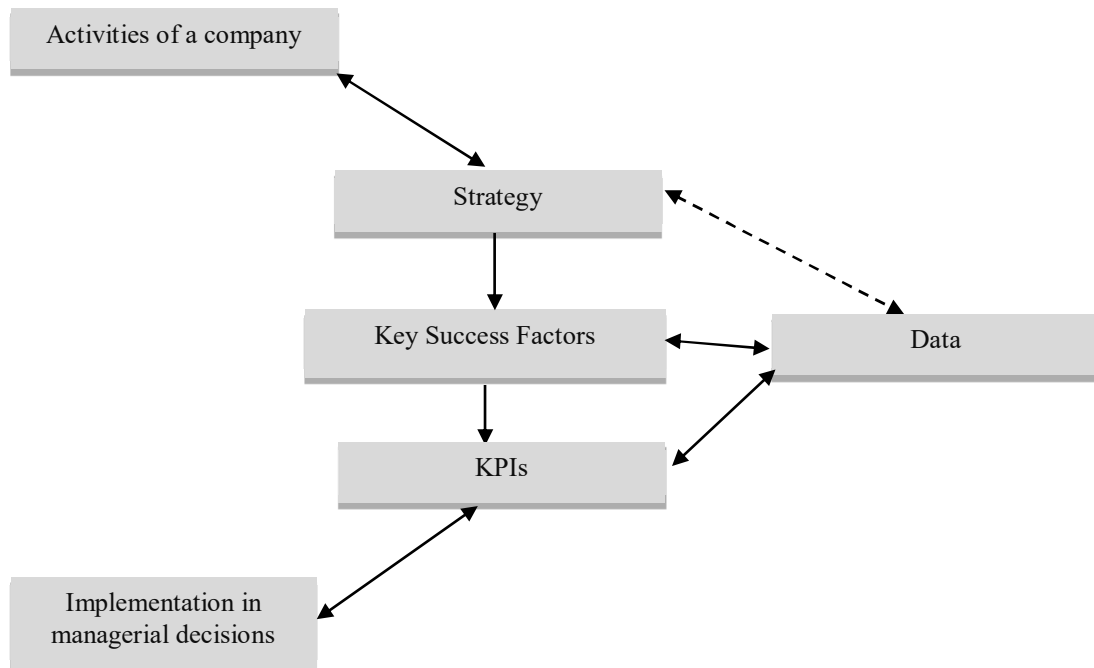 Activities of a company
Strategy
Key Success Factors
Data
KPIs
Implementation in
managerial decisions